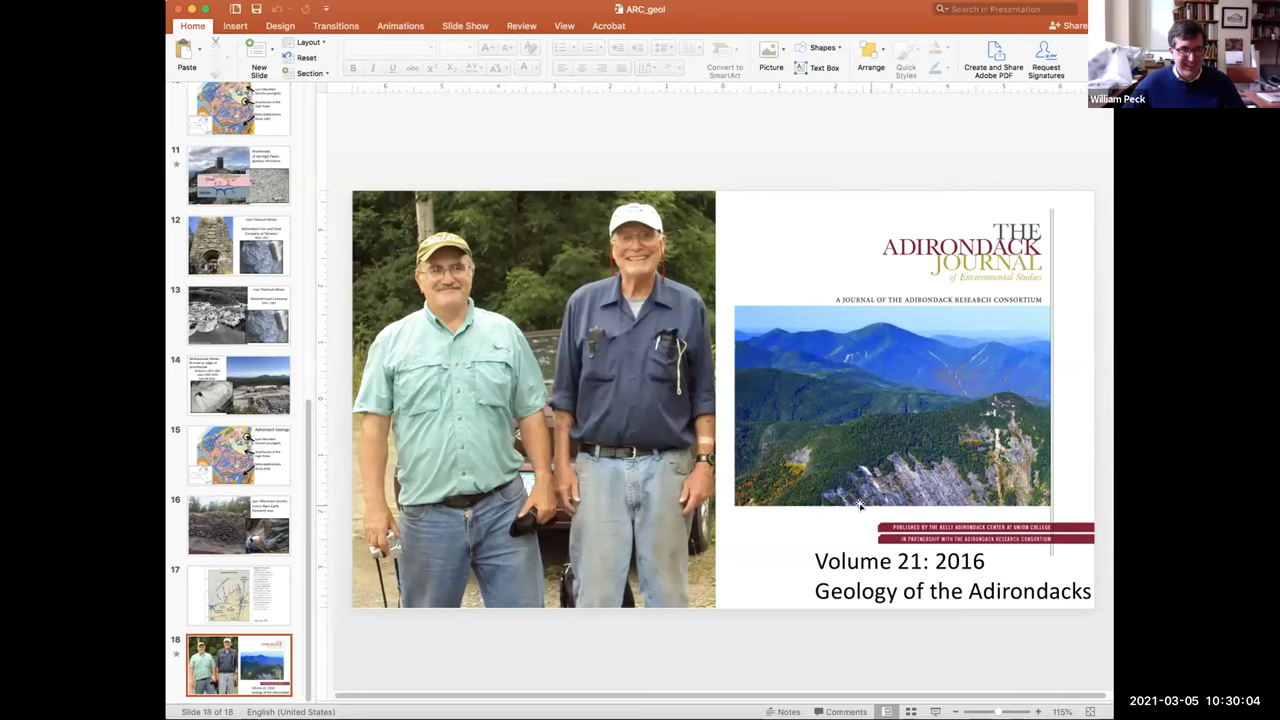 ARC_geol
Search in Presentation
Home
Insert
Design
Transitions
Animations
Slide Show
Review
View
Acrobat
Share
Paste
New
Slide
Layout
Reset
Section
Convert to
SmartArt
Picture
Shapes
Text Box
Arrange
Quick
Styles
Create and Share
Adobe PDF
Request
Signatures
William Peck
11
12
13
14
15
Adirondack Geology
16
17
18
THE
ADIRONDACK
JOURNAL
of Environmental Studies
A JOURNAL OF THE ADIRONDACK RESEARCH CONSORTIUM
PUBLISHED BY THE KELLY ADIRONDACK CENTER AT UNION COLLEGE
IN PARTNERSHIP WITH THE ADIRONDACK RESEARCH CONSORTIUM
Volume 21: 2016
Geology of the Adirondacks
Slide 18 of 18
English (United States)
Notes
Comments
115%
2021-03-05 10:30:04